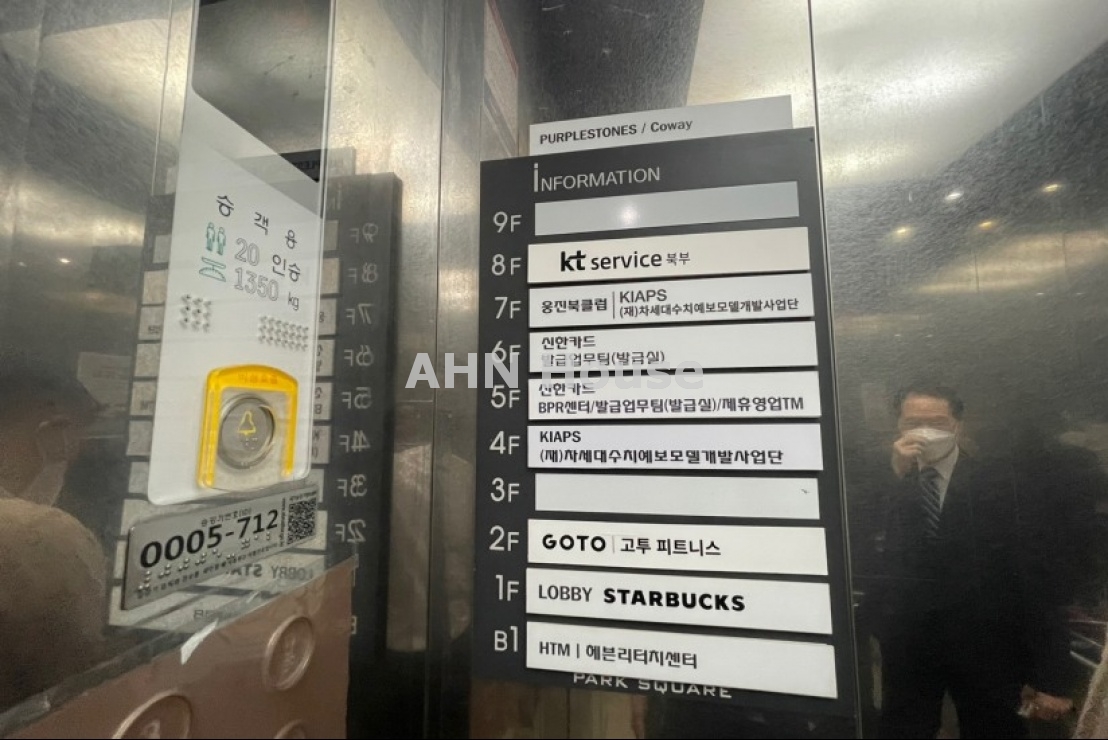 PURPLESTONES / Coway
INFORMATION
9F
8F kt service 북부
7F 웅진북클럽 | KIAPS
(재)차세대수치예보모델개발사업단
6F 신한카드
발급업무팀(발급실)
5F 신한카드
BPR센터/발급업무팀(발급실)/제휴영업TM
4F KIAPS
(재)차세대수치예보모델개발사업단
3F
2F GOTO | 고투 피트니스
1F LOBBY STARBUCKS
B1 HTM | 헤븐리터치센터
PARK SQUARE
승객용
20 인승
1350 kg
승강기번호
0005-712
AHN House